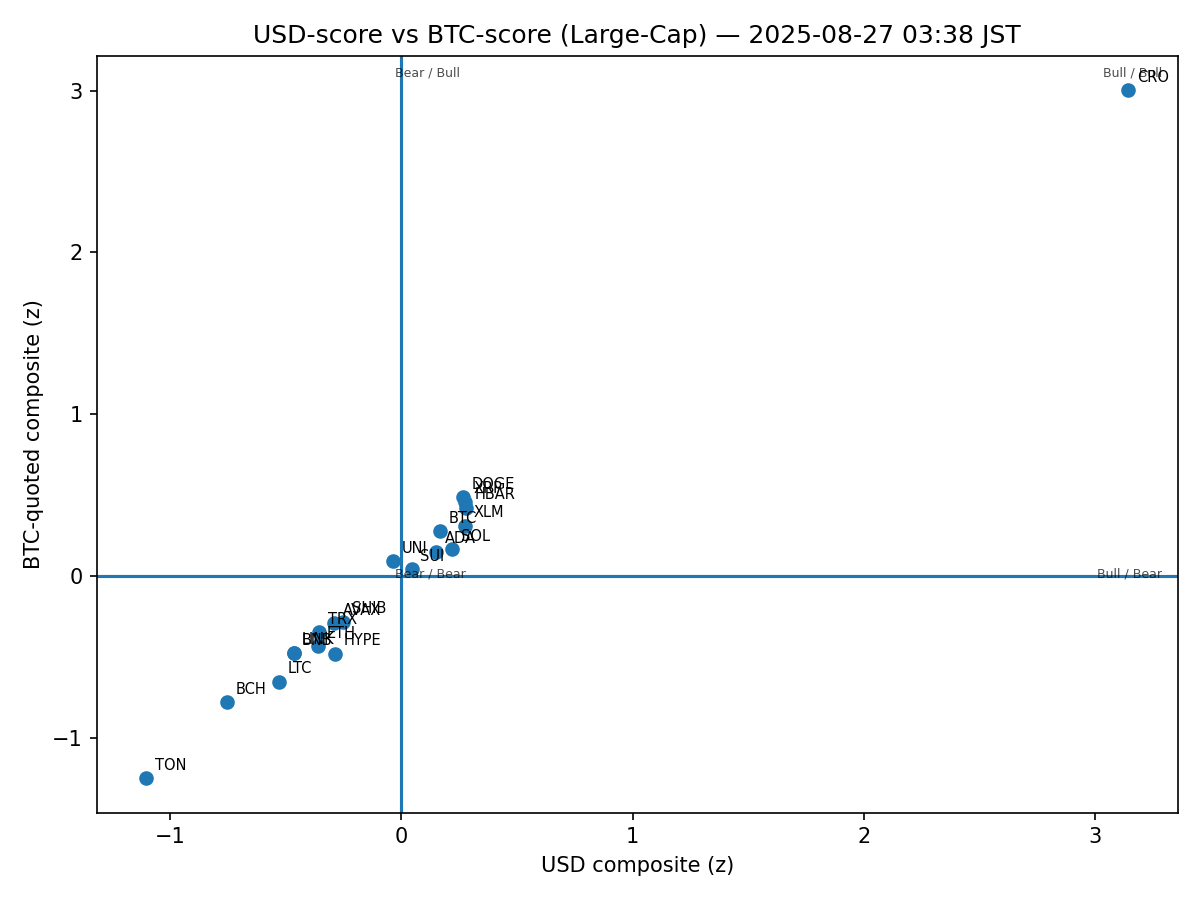 USD-score vs BTC-score (Large-Cap) — 2025-08-27 03:38 JST
Bear / Bull
Bull / Bull
CRO
3
2
1
0
−1
BTC-quoted composite (z)
DOGE
HBAR
XLM
BTC
SOL
ADA
UNI
SUI
Bear / Bear
Bull / Bear
SHIB
AVAX
TRX
ETH
HYPE
LTC
BCH
TON
−1
0
1
2
3
USD composite (z)